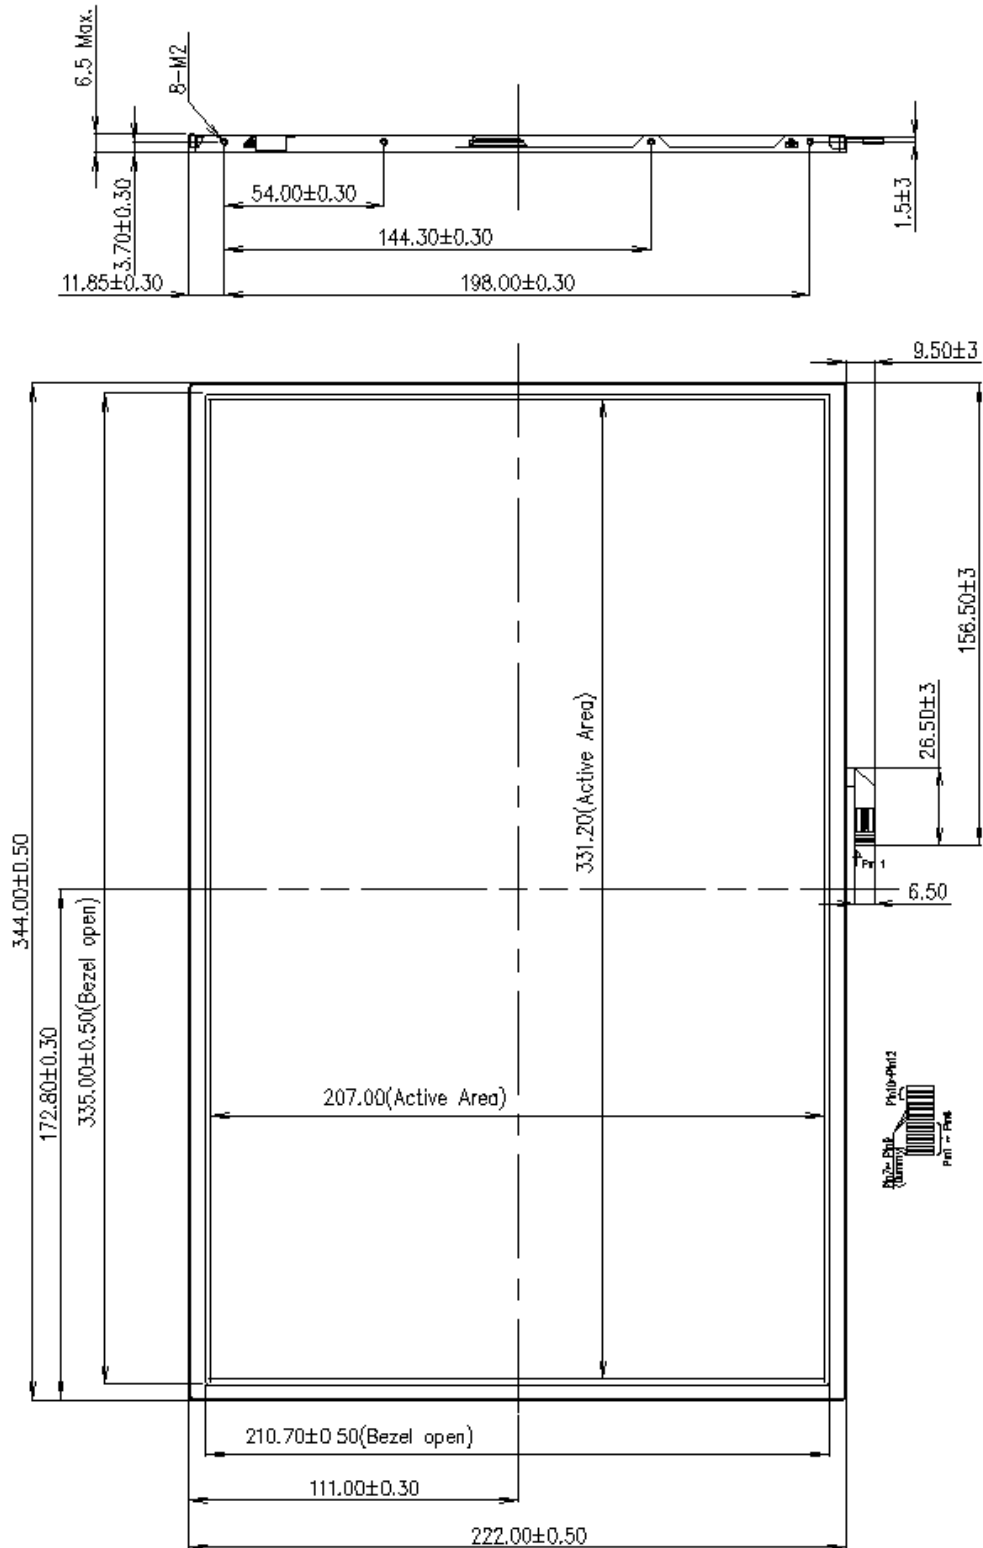 6.5 Max.
8-M2
3.70±0.30
54.00±0.30
144.30±0.30
1.5±3
11.85±0.30
198.00±0.30
9.50±3
156.50±3
26.50±3
331.20(Active Area)
Pin 1
6.50
344.00±0.50
335.00±0.50(Bezel open)
172.80±0.30
207.00(Active Area)
Pin10~Pin12
210.70±0 50(Bezel open)
111.00±0.30
222.00±0.50